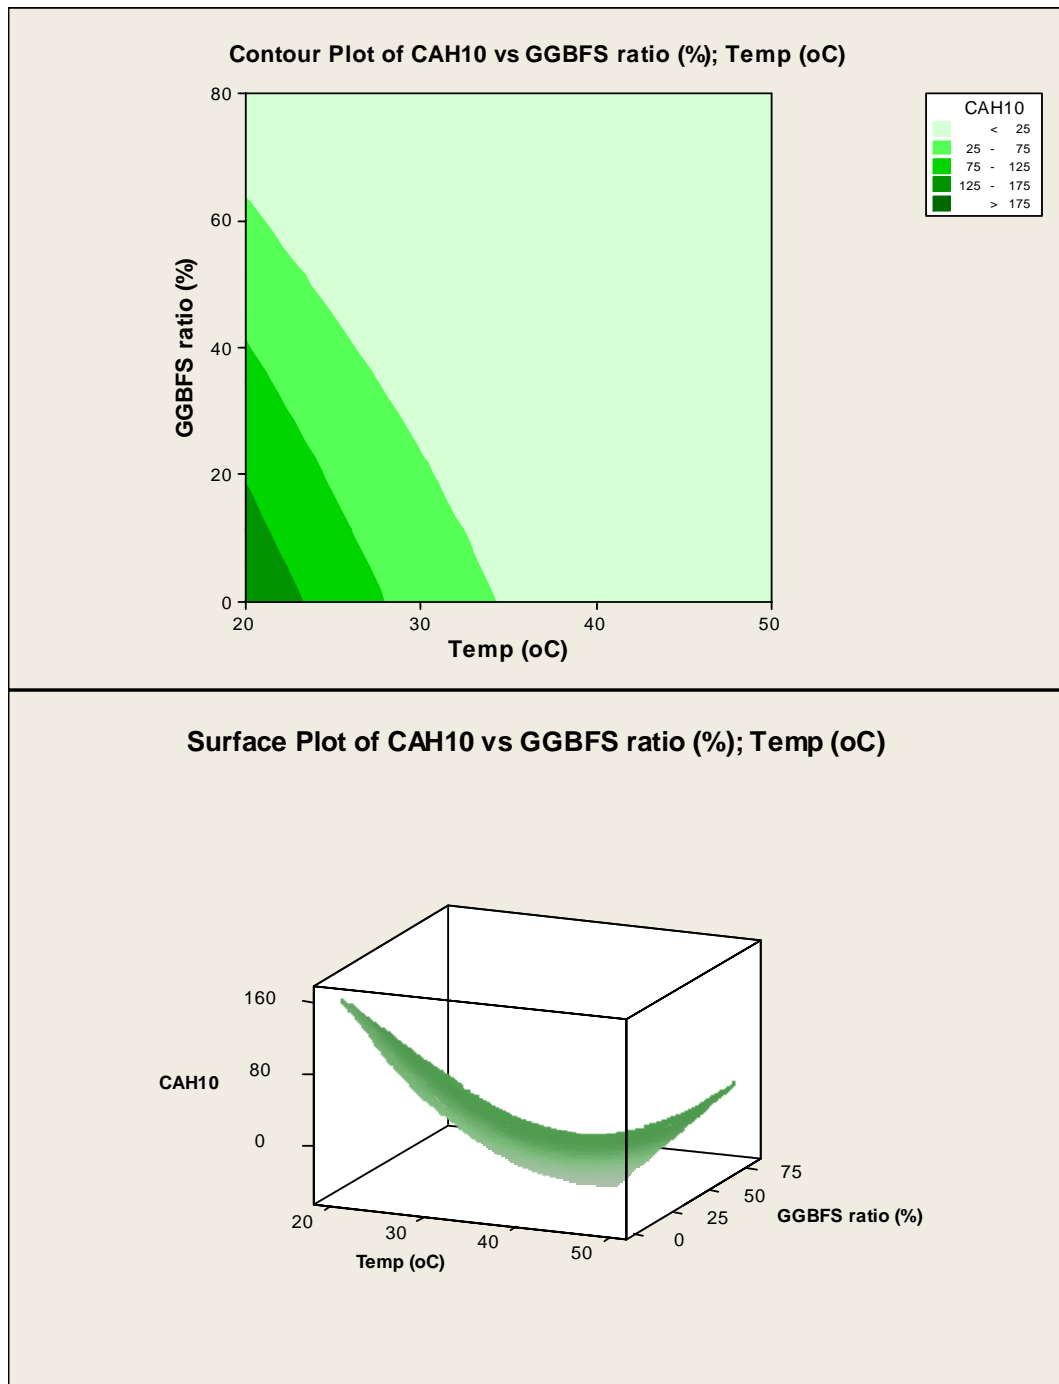 Contour Plot of CAH10 vs GGBFS ratio (%); Temp (oC)
80
60
40
20
0
GGBFS ratio (%)
20 30 40 50
Temp (oC)
CAH10
< 25
25 - 75
75 - 125
125 - 175
> 175
Surface Plot of CAH10 vs GGBFS ratio (%); Temp (oC)
160
80
0
CAH10
20
30
40
50
Temp (oC)
0
25
50
75
GGBFS ratio (%)